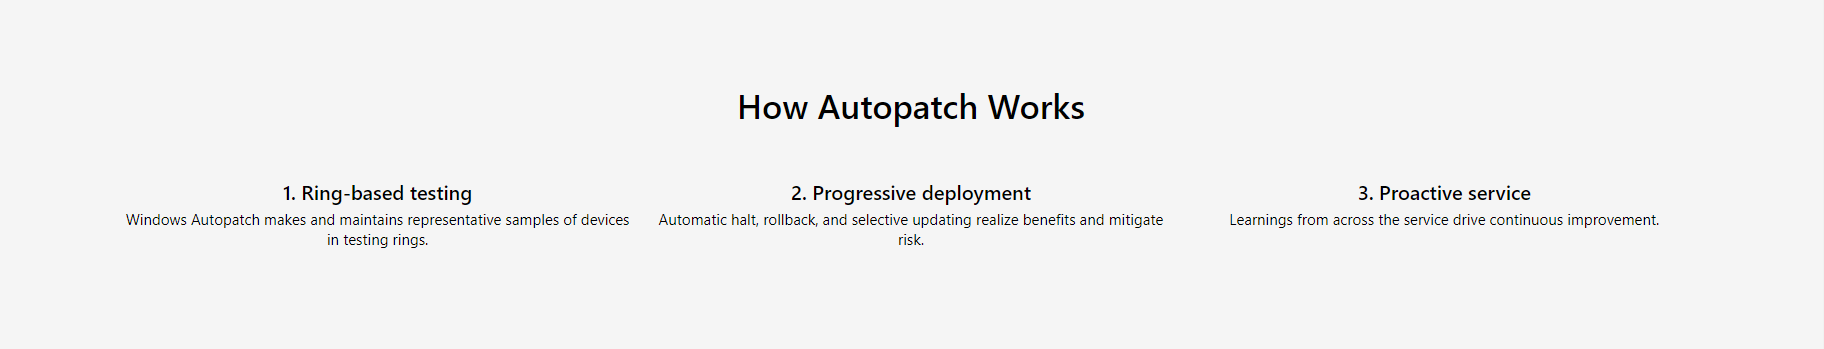 How Autopatch Works
1. Ring-based testing
Windows Autopatch makes and maintains representative samples of devices
in testing rings.
2. Progressive deployment
Automatic halt, rollback, and selective updating realize benefits and mitigate
risk.
3. Proactive service
Learnings from across the service drive continuous improvement.